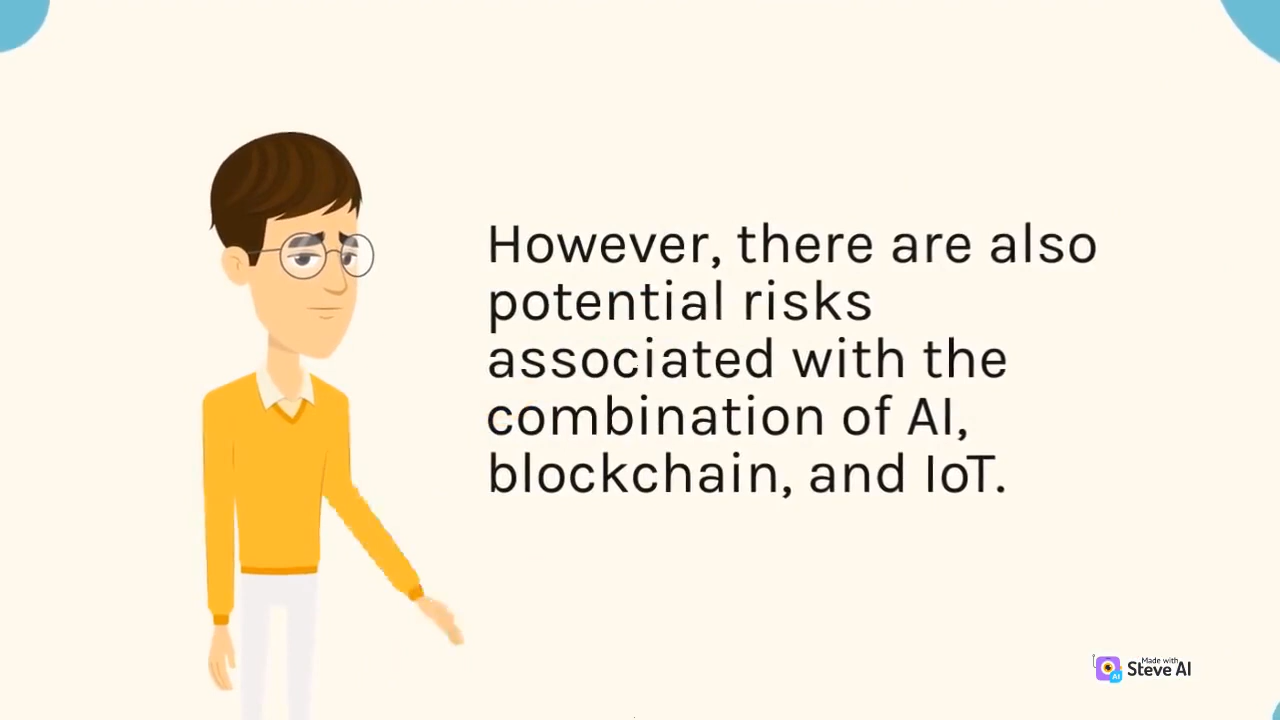 However, there are also
potential risks
associated with the
combination of AI,
blockchain, and IoT.
Made with
Steve AI
AI